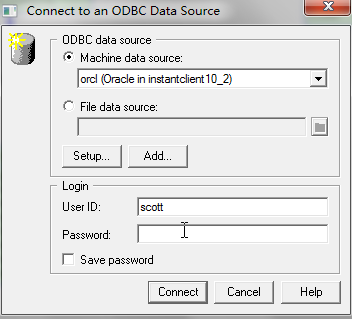 Connect to an ODBC Data Source
ODBC data source
Machine data source:
orcl (Oracle in instantclient10_2)
File data source:
Setup... Add...
Login
User ID: scott
Password:
Save password
Connect Cancel Help